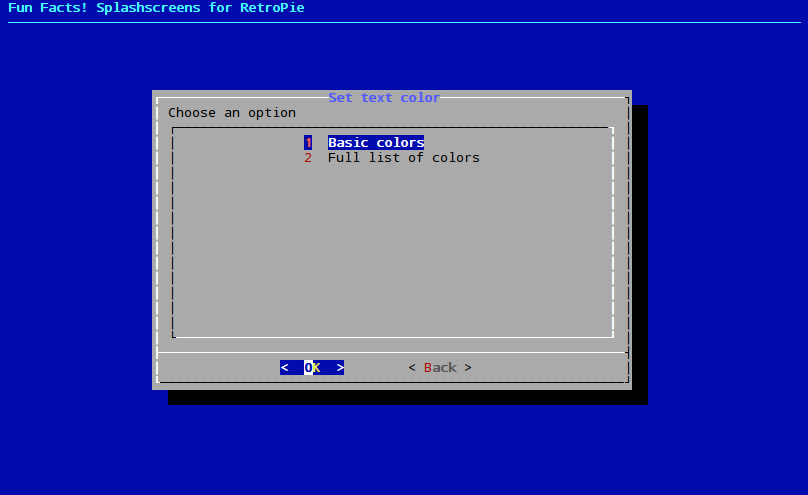 Fun Facts! Splashscreens for RetroPie
Set text color
Choose an option
1 Basic colors
2 Full list of colors
< OK > < Back >